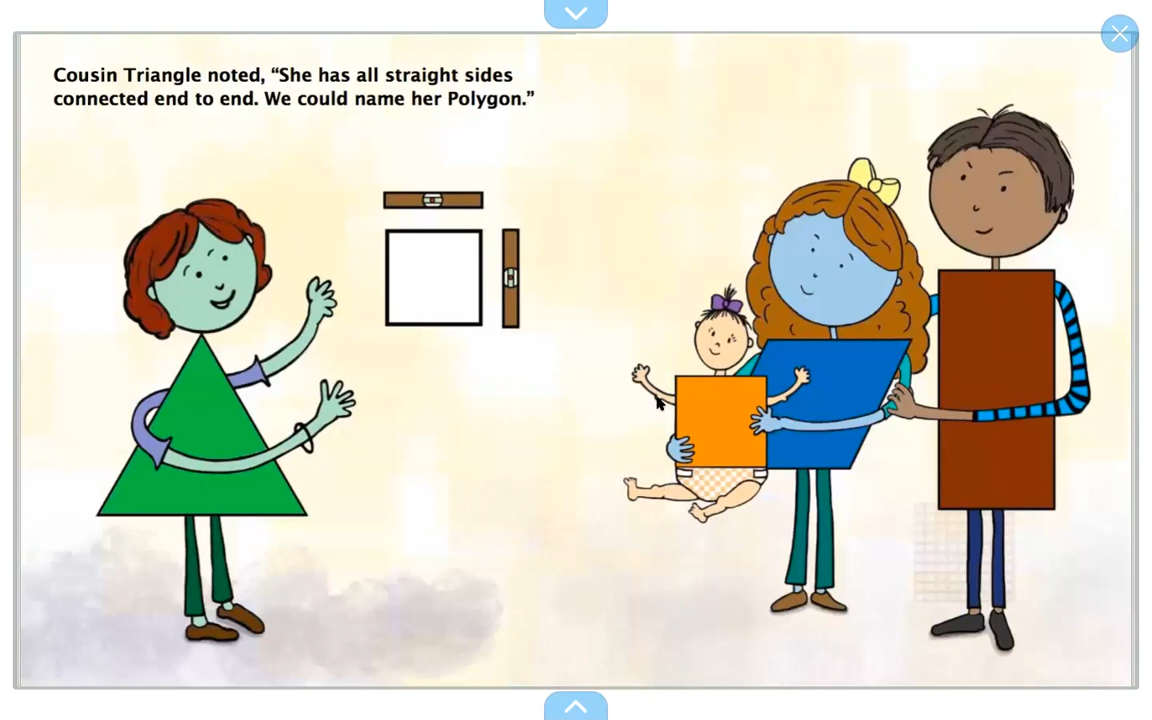 Cousin Triangle noted, “She has all straight sides
connected end to end. We could name her Polygon.”